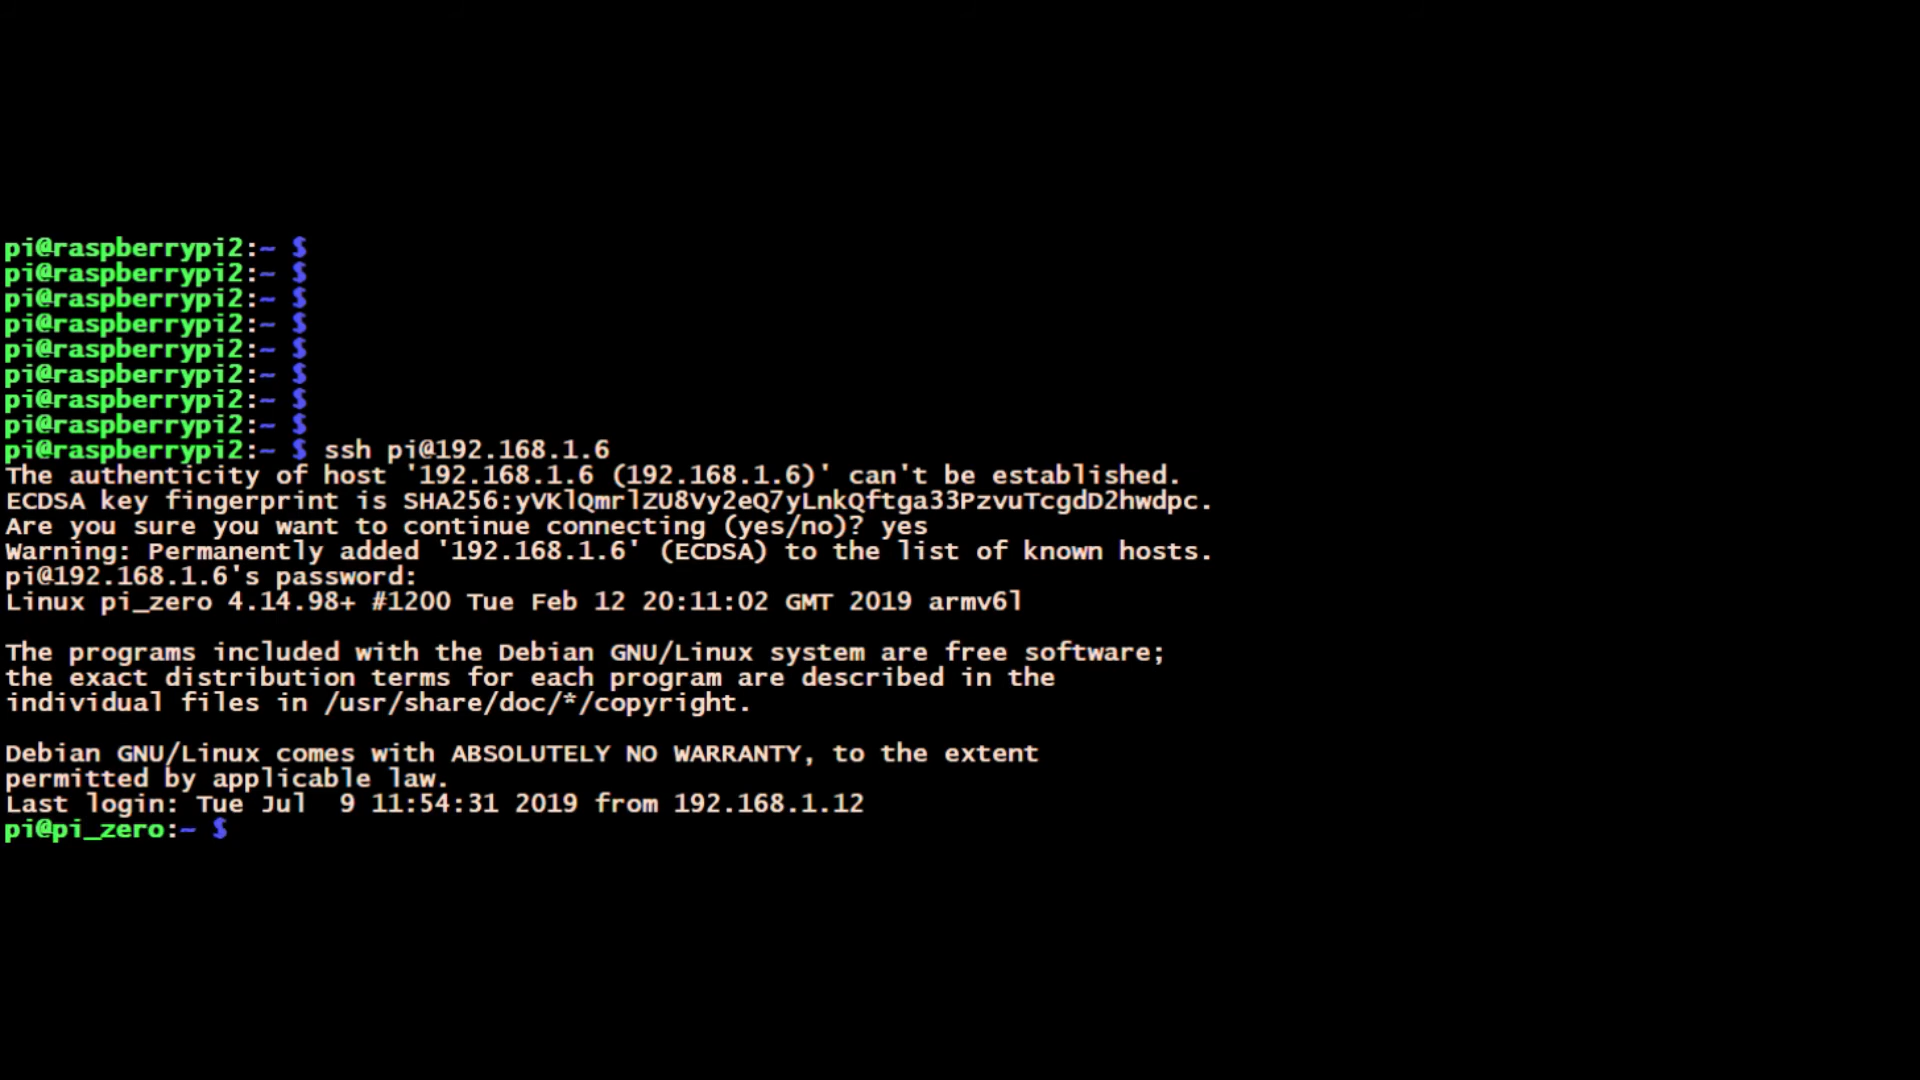 pi@raspberrypi2:~ $
pi@raspberrypi2:~ $
pi@raspberrypi2:~ $
pi@raspberrypi2:~ $
pi@raspberrypi2:~ $
pi@raspberrypi2:~ $
pi@raspberrypi2:~ $
pi@raspberrypi2:~ $
pi@raspberrypi2:~ $ ssh pi@192.168.1.6
The authenticity of host '192.168.1.6 (192.168.1.6)' can't be established.
ECDSA key fingerprint is SHA256:yVKlQmrlZU8Vy2eQ7yLnkQftga33PzvuTcgdD2hwdpc.
Are you sure you want to continue connecting (yes/no)? yes
Warning: Permanently added '192.168.1.6' (ECDSA) to the list of known hosts.
pi@192.168.1.6's password:
Linux pi_zero 4.14.98+ #1200 Tue Feb 12 20:11:02 GMT 2019 armv6l

The programs included with the Debian GNU/Linux system are free software;
the exact distribution terms for each program are described in the
individual files in /usr/share/doc/*/copyright.

Debian GNU/Linux comes with ABSOLUTELY NO WARRANTY, to the extent
permitted by applicable law.
Last login: Tue Jul  9 11:54:31 2019 from 192.168.1.12
pi@pi_zero:~ $